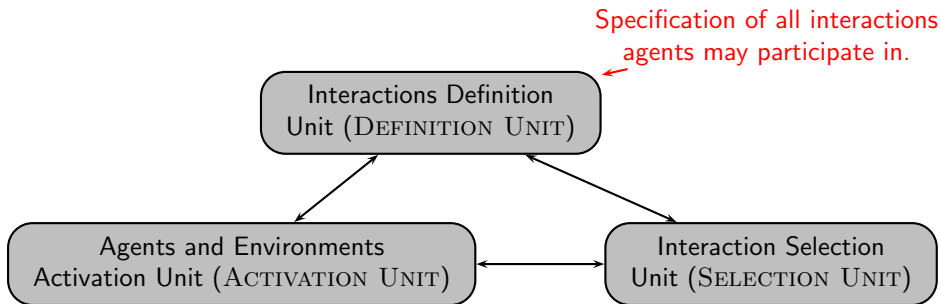 Specification of all interactions
agents may participate in.
Interactions Definition
Unit (DEFINITION UNIT)
Agents and Environments
Activation Unit (ACTIVATION UNIT)
Interaction Selection
Unit (SELECTION UNIT)